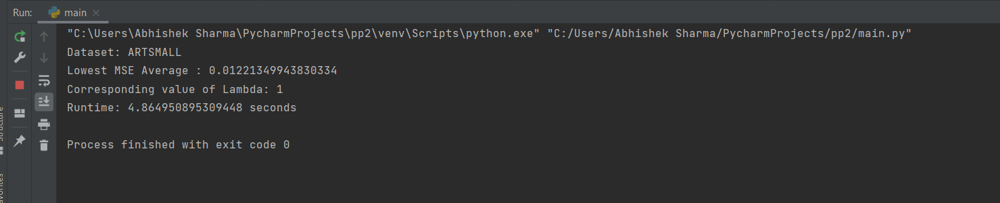 Run: main
"C:\Users\Abhishek Sharma\PycharmProjects\pp2\venv\Scripts\python.exe" "C:/Users/Abhishek Sharma/PycharmProjects/pp2/main.py"
Dataset: ARTSMALL
Lowest MSE Average : 0.01221349943830334
Corresponding value of Lambda: 1
Runtime: 4.864950895309448 seconds
Process finished with exit code 0